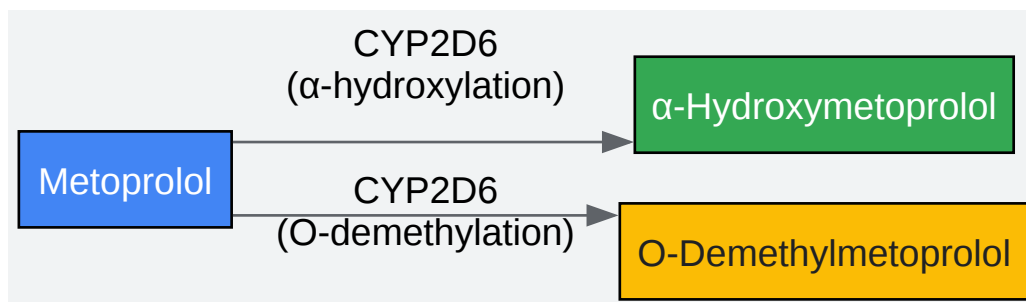 CYP2D6
(α-hydroxylation)
α-Hydroxymetoprolol
Metoprolol
CYP2D6
(O-demethylation)
O-Demethylmetoprolol